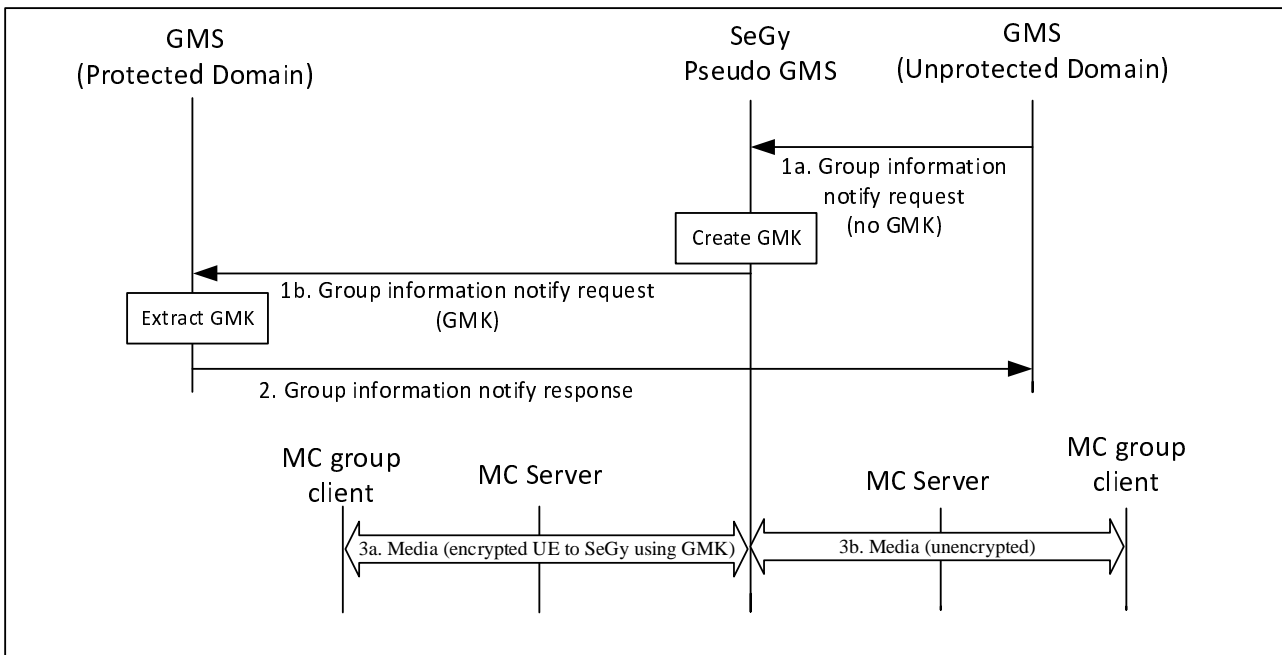 GMS
(Protected Domain)
SeGy
Pseudo GMS
GMS
(Unprotected Domain)
1a. Group information
notify request
(no GMK)
Create GMK
1b. Group information notify request
(GMK)
Extract GMK
2. Group information notify response
MC group
client
MC Server
MC Server
MC group
client
3a. Media (encrypted UE to SeGy using GMK)
3b. Media (unencrypted)